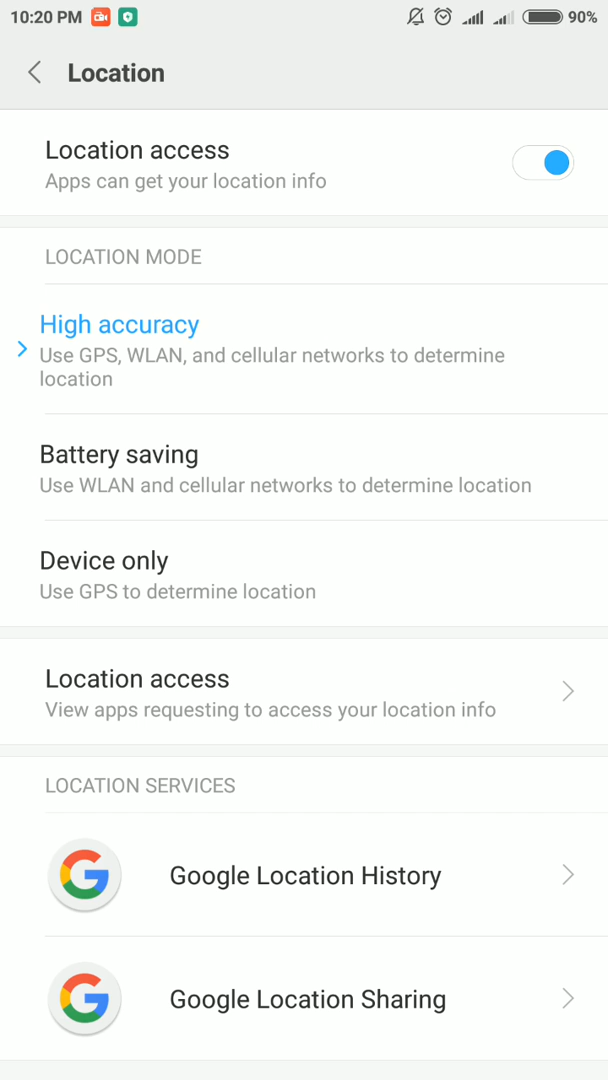 10:20 PM 90%
Location
Location access
Apps can get your location info
LOCATION MODE
High accuracy
Use GPS, WLAN, and cellular networks to determine
location
Battery saving
Use WLAN and cellular networks to determine location
Device only
Use GPS to determine location
Location access
View apps requesting to access your location info
LOCATION SERVICES
Google Location History
Google Location Sharing